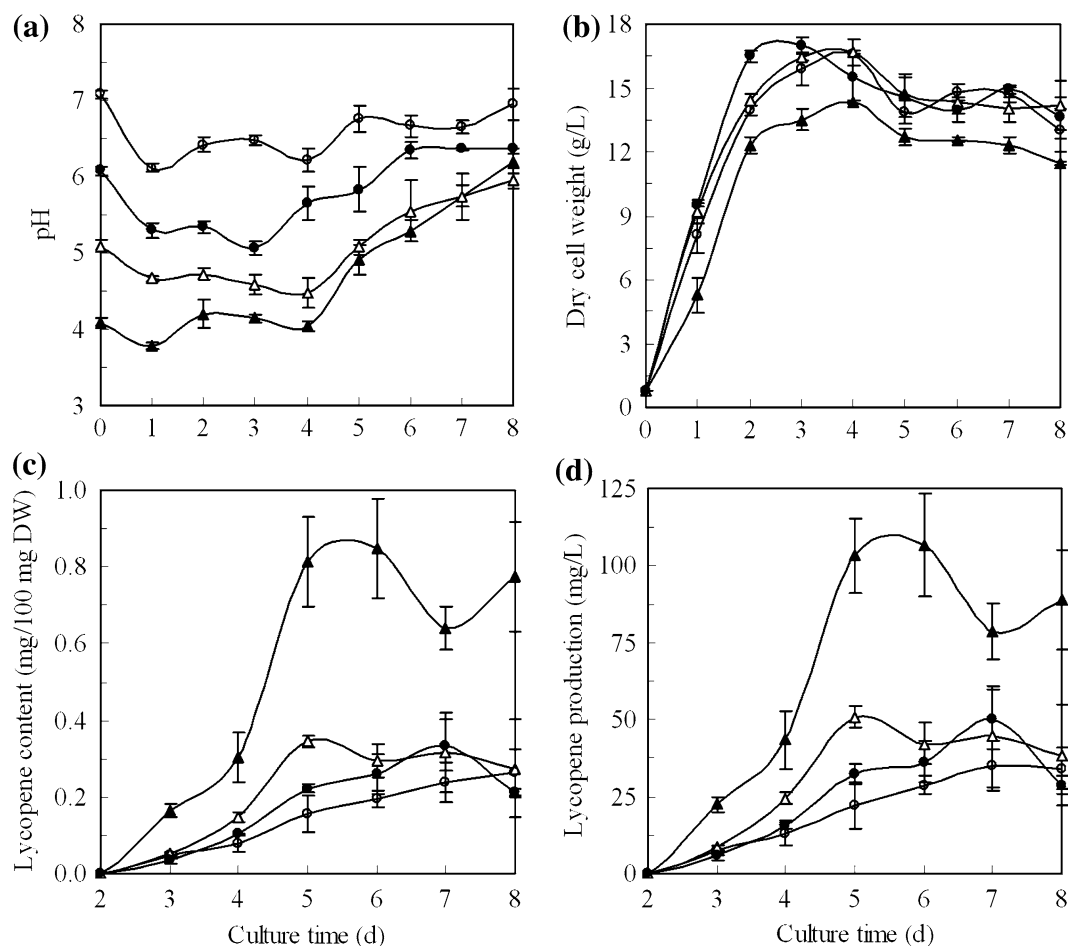 (a)
8
7
6
5
4
3
pH
0 1 2 3 4 5 6 7 8
(b)
18
15
12
9
6
3
0
Dry cell weight (g/L)
0 1 2 3 4 5 6 7 8
(c)
1.0
0.8
0.6
0.4
0.2
0.0
Lycopene content (mg/100 mg DW)
2 3 4 5 6 7 8
Culture time (d)
(d)
125
100
75
50
25
0
Lycopene production (mg/L)
2 3 4 5 6 7 8
Culture time (d)